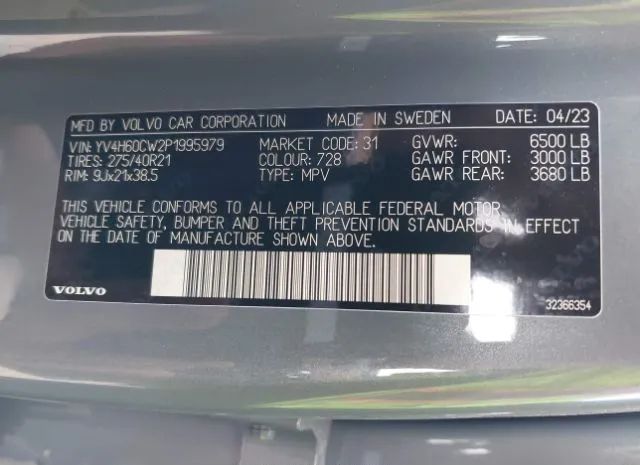 MFD BY VOLVO CAR CORPORATION MADE IN SWEDEN DATE: 04/23
VIN: YV4H60CW2P1995979 MARKET CODE: 31 GVWR: 6500 LB
TIRES: 275/40R21 COLOUR: 728 GAWR FRONT: 3000 LB
RIM: 9Jx21x38.5 TYPE: MPV GAWR REAR: 3680 LB
THIS VEHICLE CONFORMS TO ALL APPLICABLE FEDERAL MOTOR
VEHICLE SAFETY, BUMPER AND THEFT PREVENTION STANDARDS IN EFFECT
ON THE DATE OF MANUFACTURE SHOWN ABOVE.
VOLVO 32366354